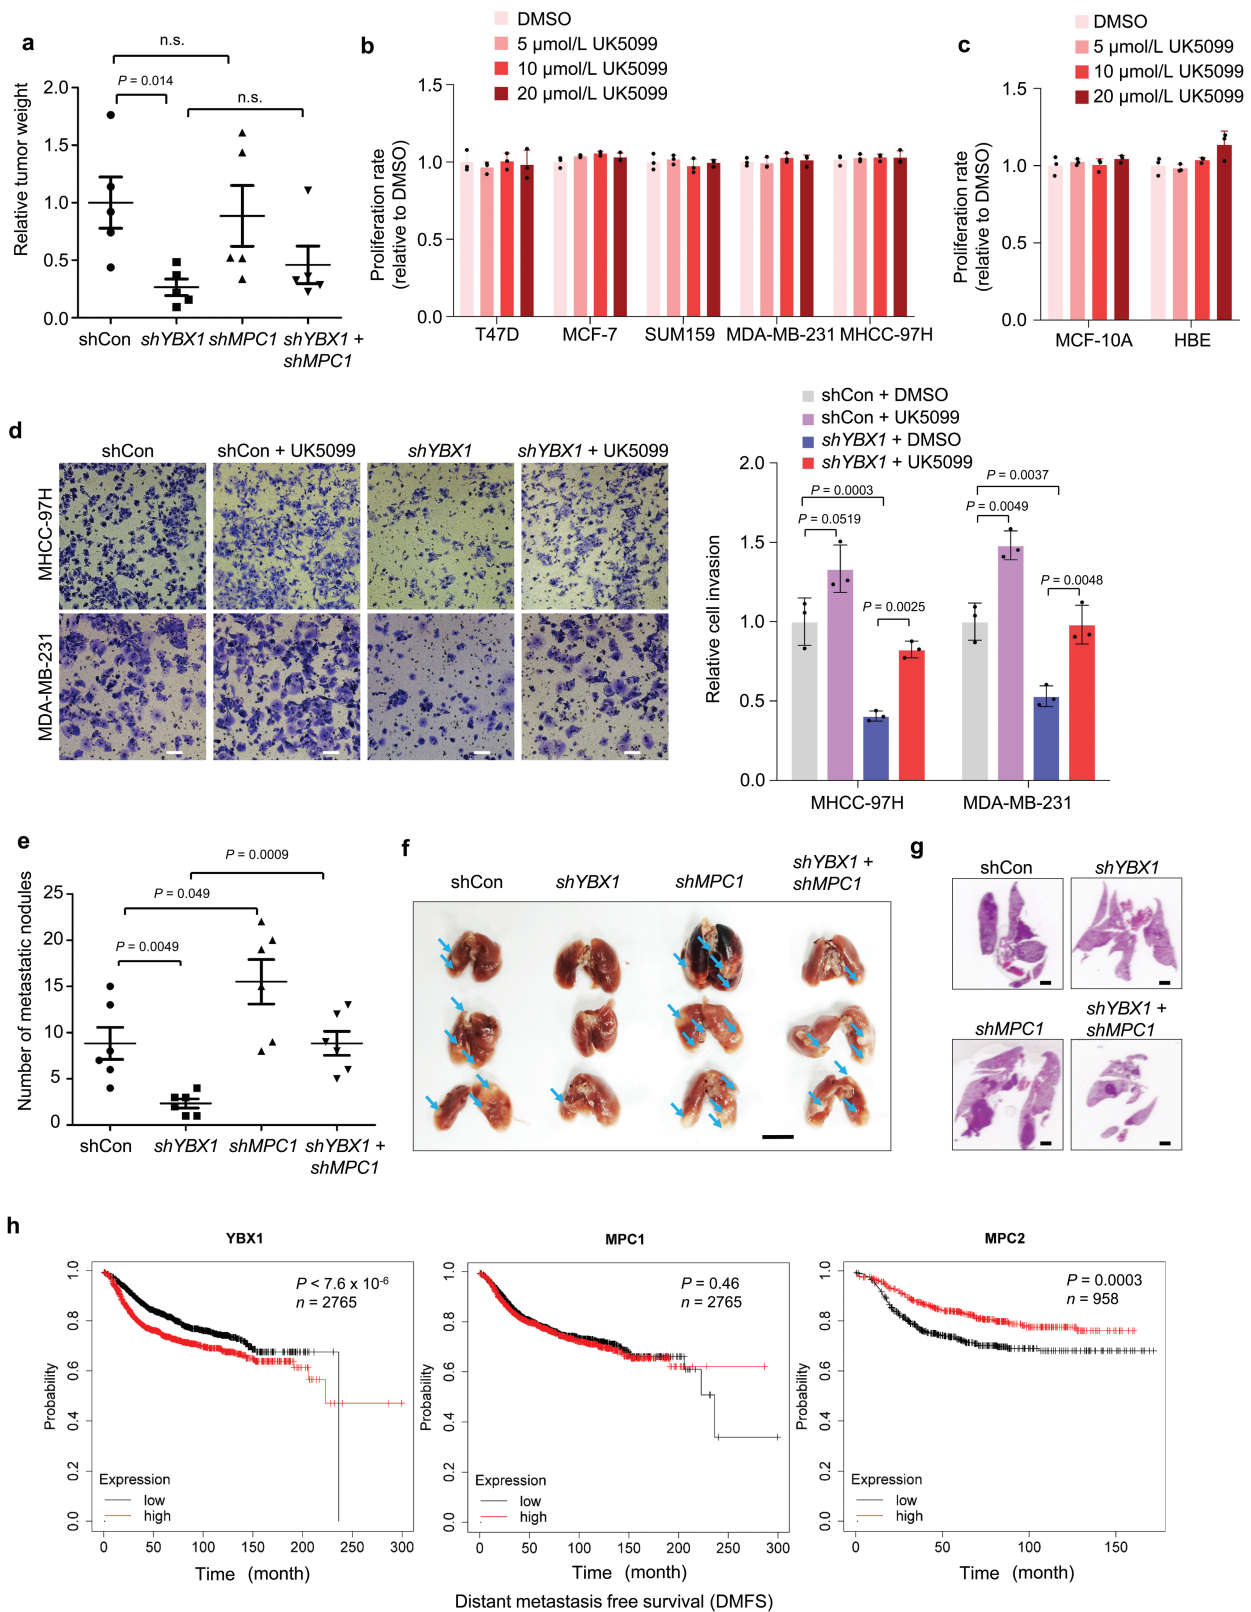 a
n.s.
P = 0.014
n.s.
Relative tumor weight
2.0
1.5
1.0
0.5
0.0
shCon shYBX1 shMPC1 shYBX1 +
shMPC1
b
DMSO
5 µmol/L UK5099
10 µmol/L UK5099
20 µmol/L UK5099
Proliferation rate
(relative to DMSO)
1.5
1.0
0.5
0.0
T47D MCF-7 SUM159 MDA-MB-231 MHCC-97H
c
DMSO
5 µmol/L UK5099
10 µmol/L UK5099
20 µmol/L UK5099
Proliferation rate
(relative to DMSO)
1.5
1.0
0.5
0.0
MCF-10A HBE
d
shCon shCon + UK5099 shYBX1 shYBX1 + UK5099
MHCC-97H
MDA-MB-231
shCon + DMSO
shCon + UK5099
shYBX1 + DMSO
shYBX1 + UK5099
Relative cell invasion
2.0
1.5
1.0
0.5
0.0
P = 0.0003
P = 0.0519
P = 0.0025
P = 0.0037
P = 0.0049
P = 0.0048
MHCC-97H MDA-MB-231
e
P = 0.0009
P = 0.049
P = 0.0049
Number of metastatic nodules
25
20
15
10
5
0
shCon shYBX1 shMPC1 shYBX1 +
shMPC1
f
shCon shYBX1 shMPC1 shYBX1 +
shMPC1
g
shCon shYBX1
shMPC1 shYBX1 +
shMPC1
h
YBX1
P < 7.6 x 10-6
n = 2765
Probability
1.0
0.8
0.6
0.4
0.2
0.0
Expression
low
high
0 50 100 150 200 250 300
Time (month)
MPC1
P = 0.46
n = 2765
Probability
1.0
0.8
0.6
0.4
0.2
0.0
Expression
low
high
0 50 100 150 200 250 300
Time (month)
MPC2
P = 0.0003
n = 958
Probability
1.0
0.8
0.6
0.4
0.2
0.0
Expression
low
high
0 50 100 150
Time (month)
Distant metastasis free survival (DMFS)